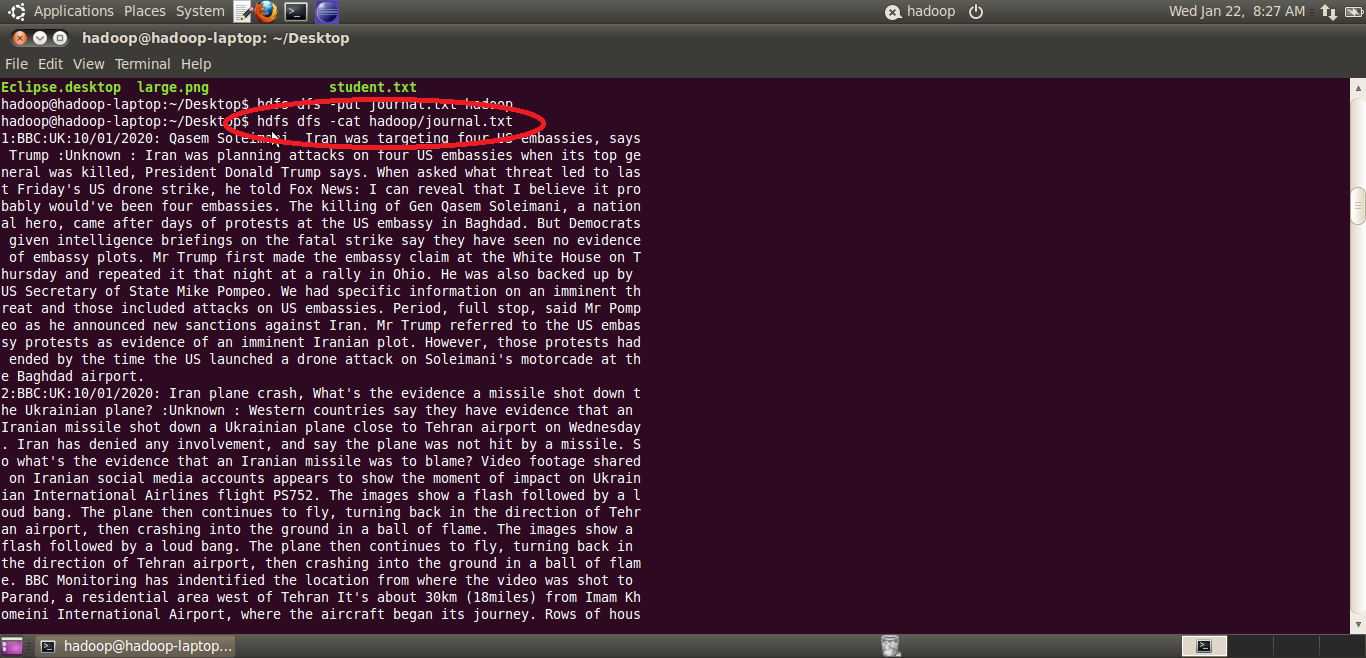 Applications Places System hadoop Wed Jan 22, 8:27 AM
hadoop@hadoop-laptop: ~/Desktop
File Edit View Terminal Help
Eclipse.desktop large.png student.txt
hadoop@hadoop-laptop:~/Desktop$ hdfs dfs -put journal.txt hadoop
hadoop@hadoop-laptop:~/Desktop$ hdfs dfs -cat hadoop/journal.txt
1:BBC:UK:10/01/2020: Qasem Soleimani, Iran was targeting four US embassies, says
 Trump :Unknown : Iran was planning attacks on four US embassies when its top ge
neral was killed, President Donald Trump says. When asked what threat led to las
t Friday's US drone strike, he told Fox News: I can reveal that I believe it pro
bably would've been four embassies. The killing of Gen Qasem Soleimani, a nation
al hero, came after days of protests at the US embassy in Baghdad. But Democrats
 given intelligence briefings on the fatal strike say they have seen no evidence
 of embassy plots. Mr Trump first made the embassy claim at the White House on T
hursday and repeated it that night at a rally in Ohio. He was also backed up by
US Secretary of State Mike Pompeo. We had specific information on an imminent th
reat and those included attacks on US embassies. Period, full stop, said Mr Pomp
eo as he announced new sanctions against Iran. Mr Trump referred to the US embas
sy protests as evidence of an imminent Iranian plot. However, those protests had
 ended by the time the US launched a drone attack on Soleimani's motorcade at th
e Baghdad airport.
2:BBC:UK:10/01/2020: Iran plane crash, What's the evidence a missile shot down t
he Ukrainian plane? :Unknown : Western countries say they have evidence that an
Iranian missile shot down a Ukrainian plane close to Tehran airport on Wednesday
. Iran has denied any involvement, and say the plane was not hit by a missile. S
o what's the evidence that an Iranian missile was to blame? Video footage shared
 on Iranian social media accounts appears to show the moment of impact on Ukrain
ian International Airlines flight PS752. The images show a flash followed by a l
oud bang. The plane then continues to fly, turning back in the direction of Tehr
an airport, then crashing into the ground in a ball of flame. The images show a
flash followed by a loud bang. The plane then continues to fly, turning back in
the direction of Tehran airport, then crashing into the ground in a ball of flam
e. BBC Monitoring has indentified the location from where the video was shot to
Parand, a residential area west of Tehran It's about 30km (18miles) from Imam Kh
omeini International Airport, where the aircraft began its journey. Rows of hous
hadoop@hadoop-laptop...